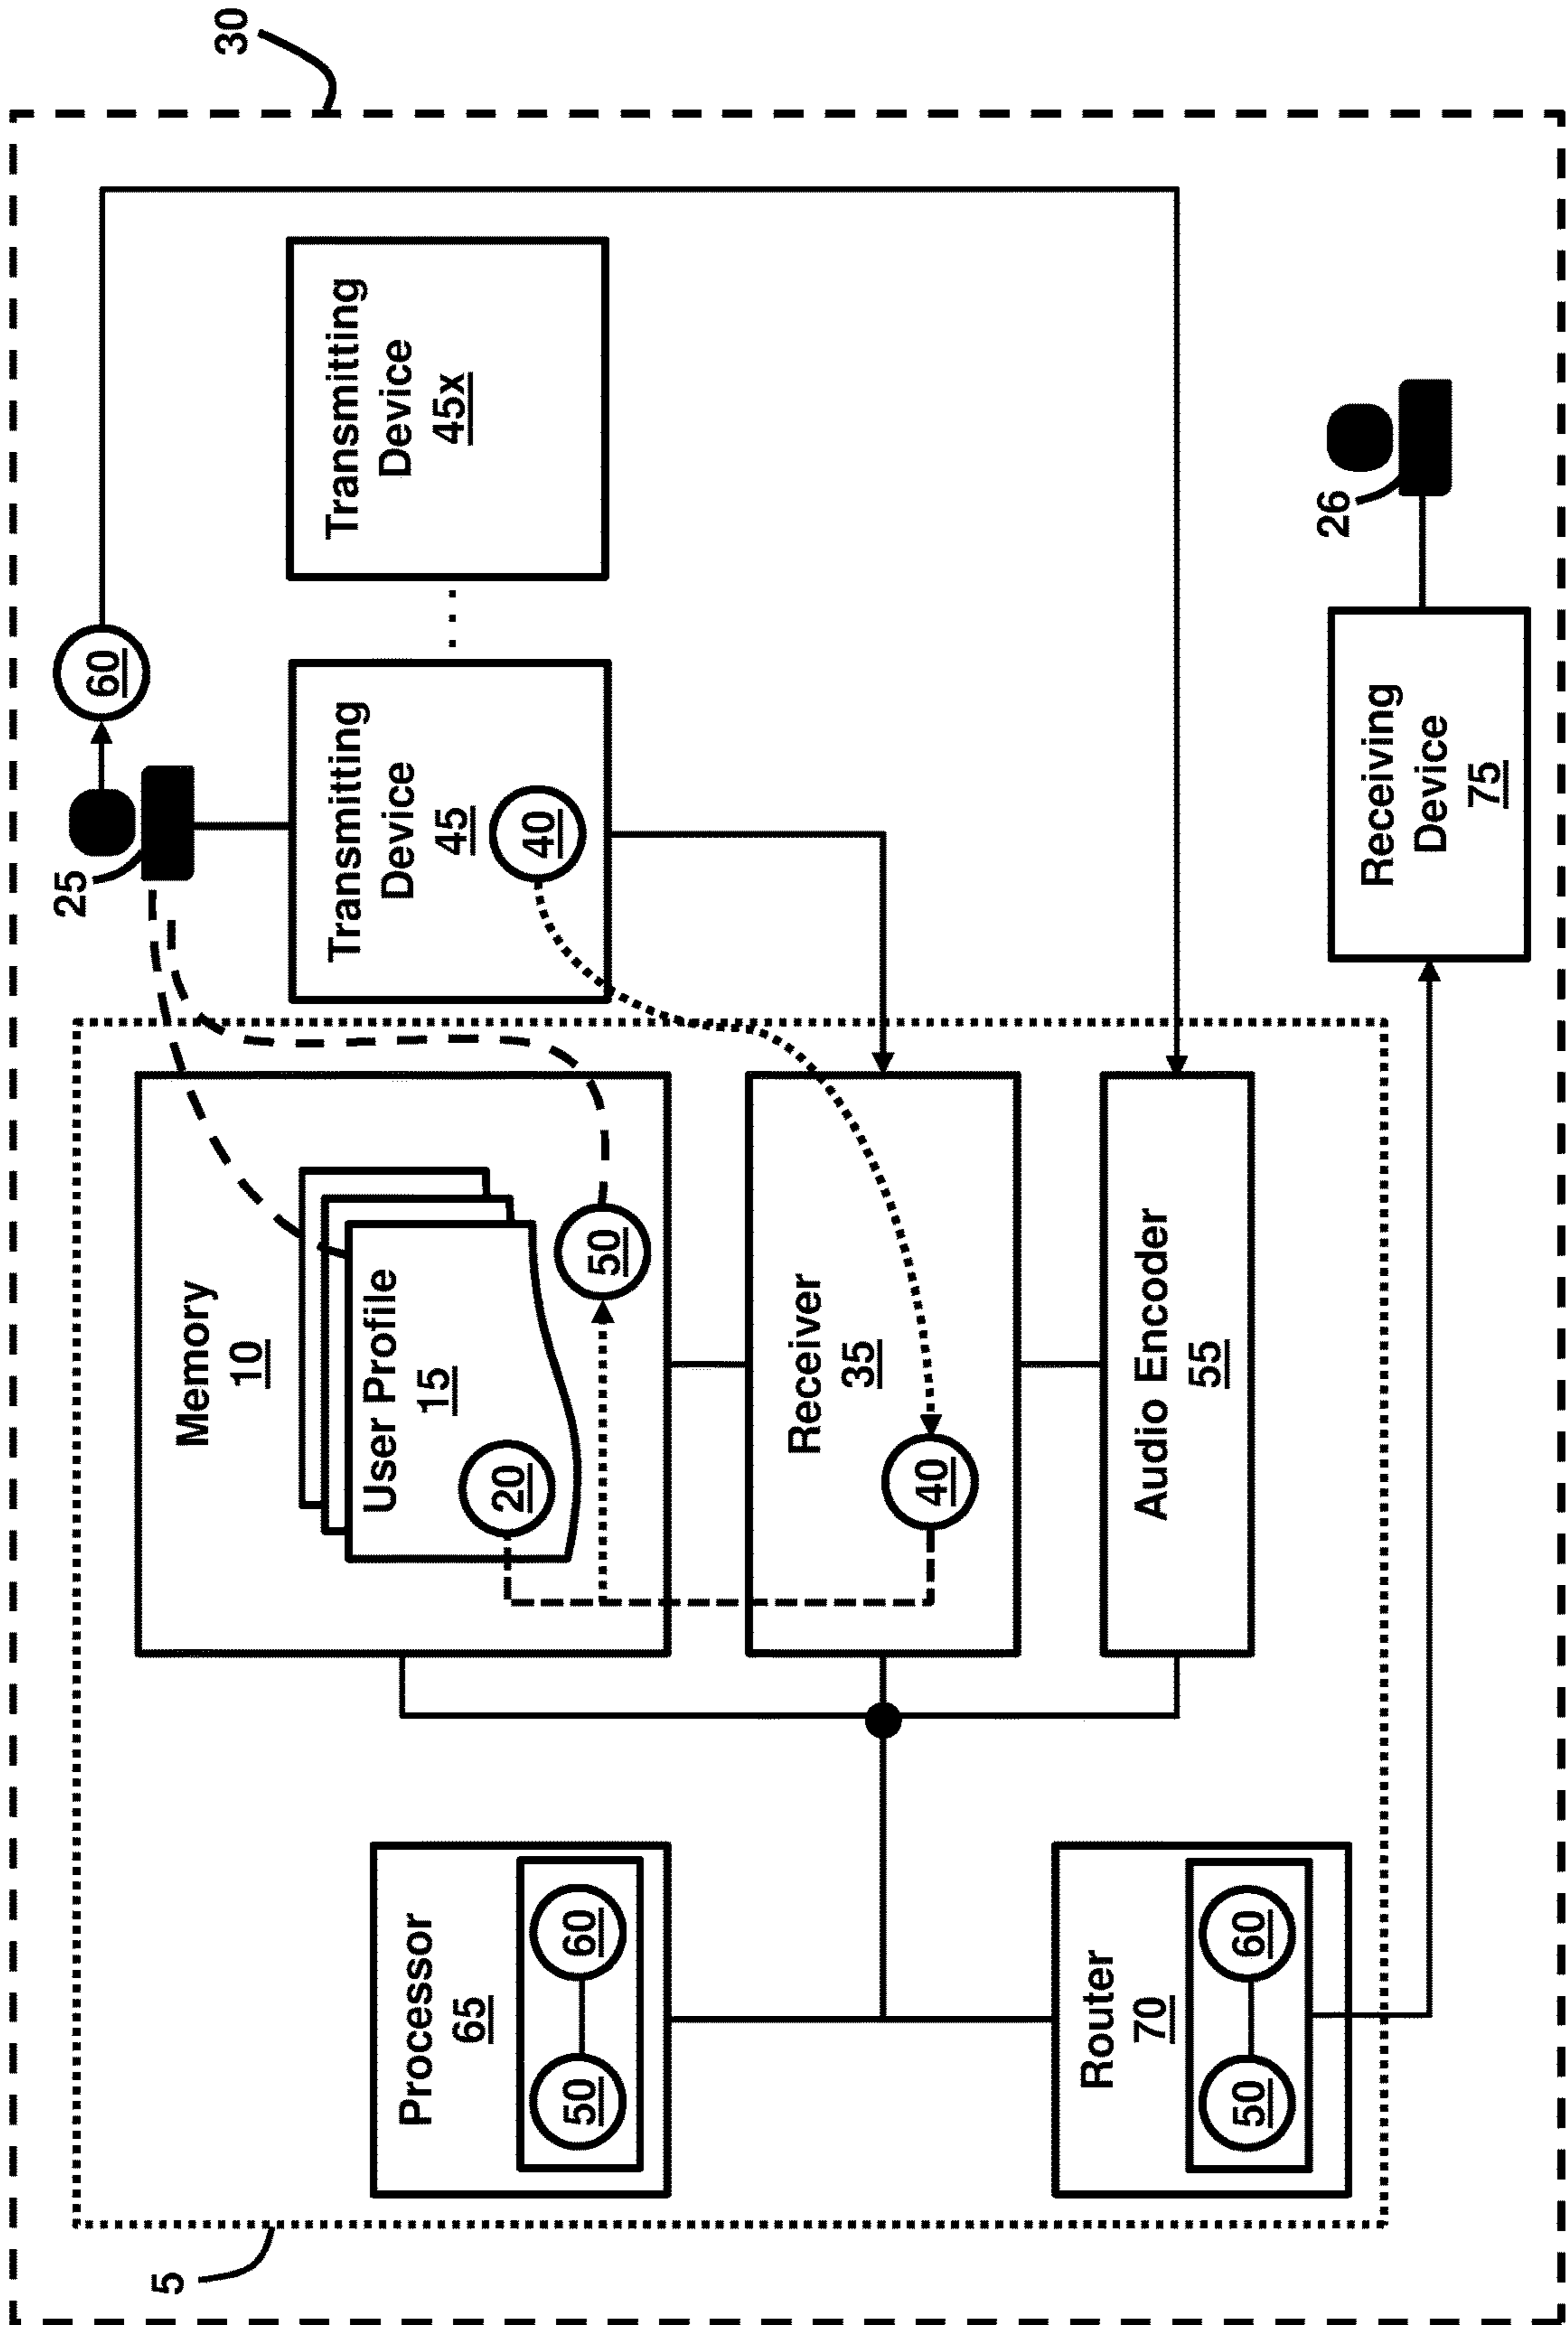 30
5
Processor
65
50
60
Memory
10
User Profile
15
20
50
25
60
Transmitting
Device
45
40
...
Transmitting
Device
45x
Receiver
35
40
Router
70
50
60
Audio Encoder
55
Receiving
Device
75
26